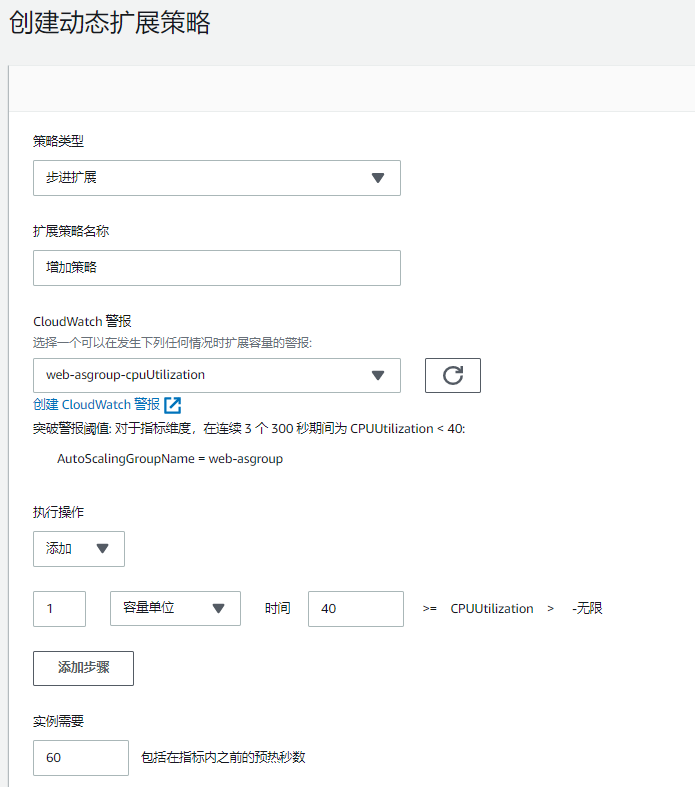 创建动态扩展策略
策略类型
步进扩展
扩展策略名称
增加策略
CloudWatch 警报
选择一个可以在发生下列任何情况时扩展容量的警报:
web-asgroup-cpuUtilization
创建 CloudWatch 警报
突破警报阈值: 对于指标维度，在连续 3 个 300 秒期间为 CPUUtilization < 40:
AutoScalingGroupName = web-asgroup
执行操作
添加
1 容量单位 时间 40 >= CPUUtilization > -无限
添加步骤
实例需要
60 包括在指标内之前的预热秒数